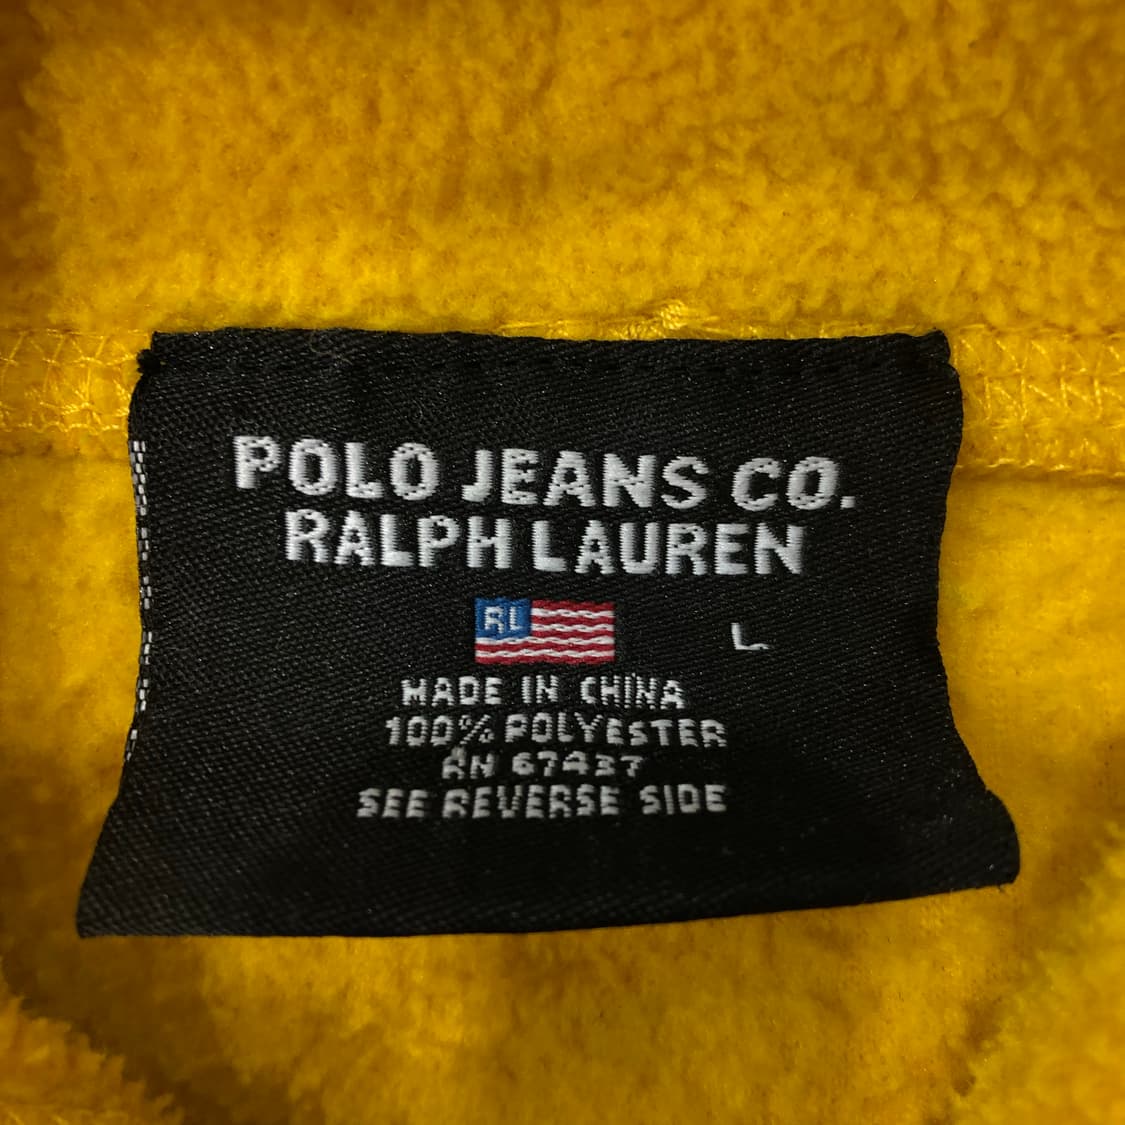 POLO JEANS CO.
RALPH LAUREN
RL
L
MADE IN CHINA
100% POLYESTER
RN 67437
SEE REVERSE SIDE